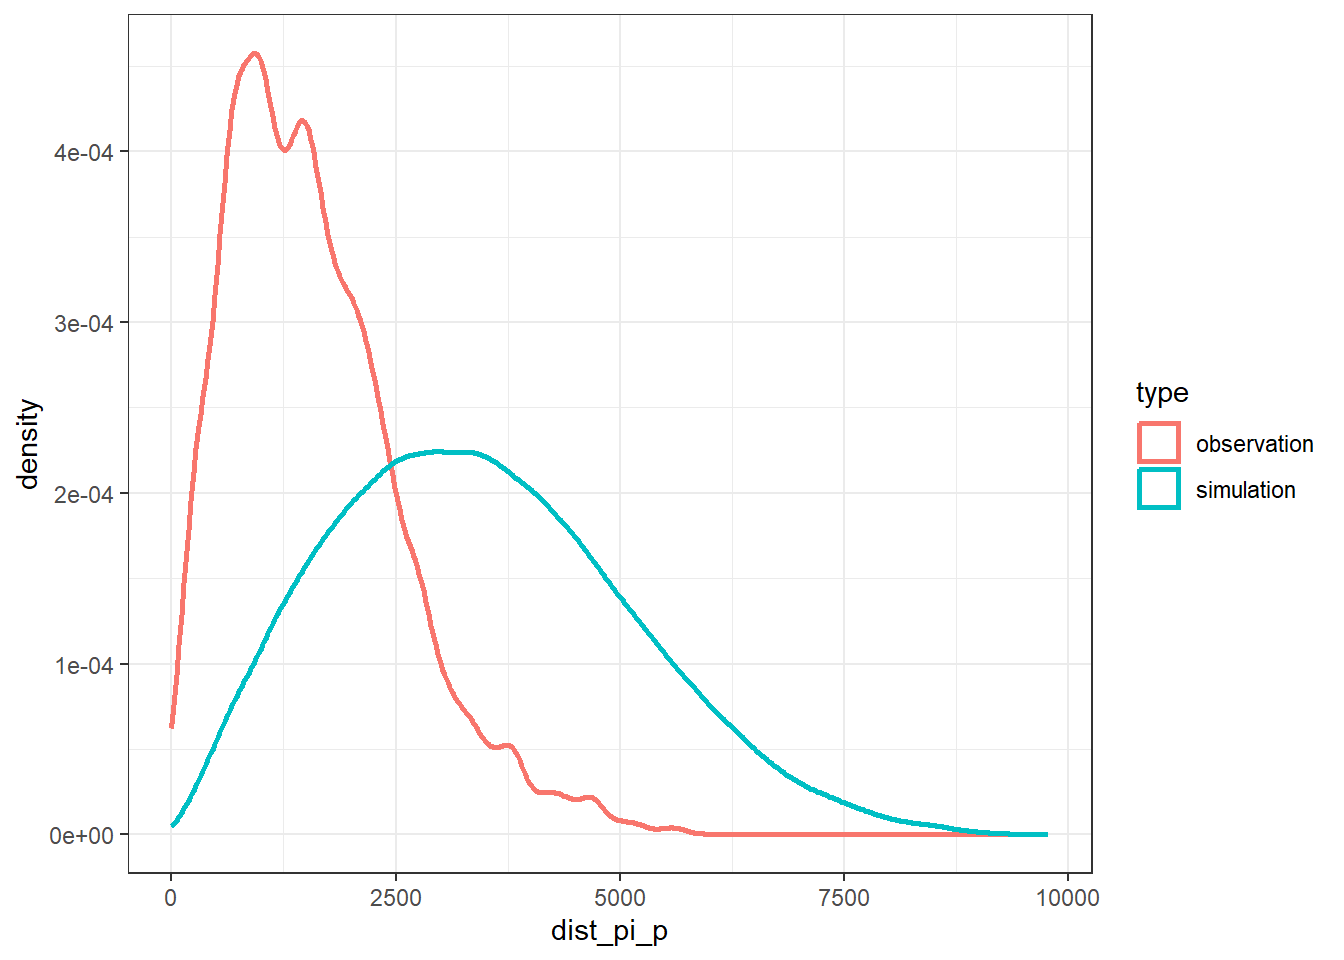 density
4e-04
3e-04
2e-04
1e-04
0e+00
0 2500 5000 7500 10000
dist_pi_p
type
observation
simulation